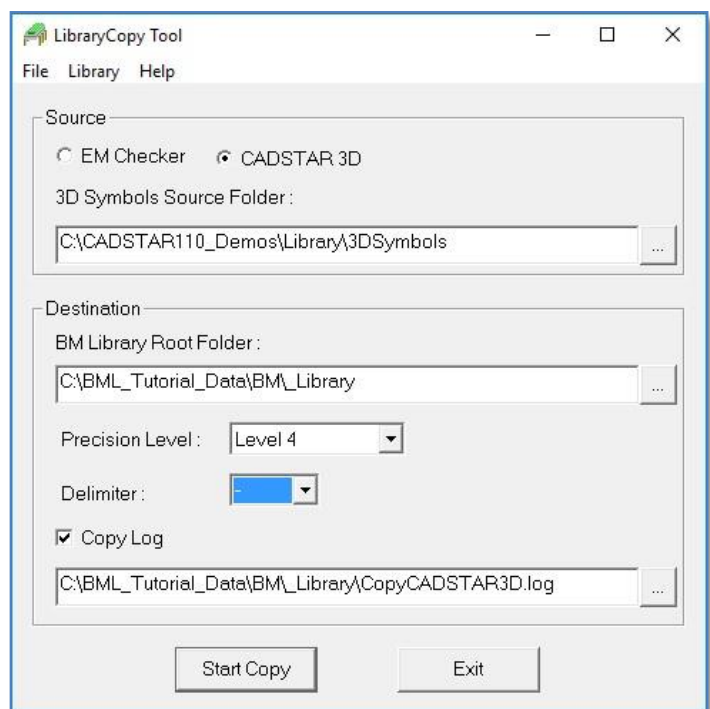 LibraryCopy Tool
File Library Help
Source
EM Checker CADSTAR 3D
3D Symbols Source Folder :
C:\CADSTAR110_Demos\Library\3DSymbols
...
Destination
BM Library Root Folder :
C:\BML_Tutorial_Data\BM\_Library
...
Precision Level : Level 4
Delimiter : -
Copy Log
C:\BML_Tutorial_Data\BM\_Library\CopyCADSTAR3D.log
...
Start Copy Exit